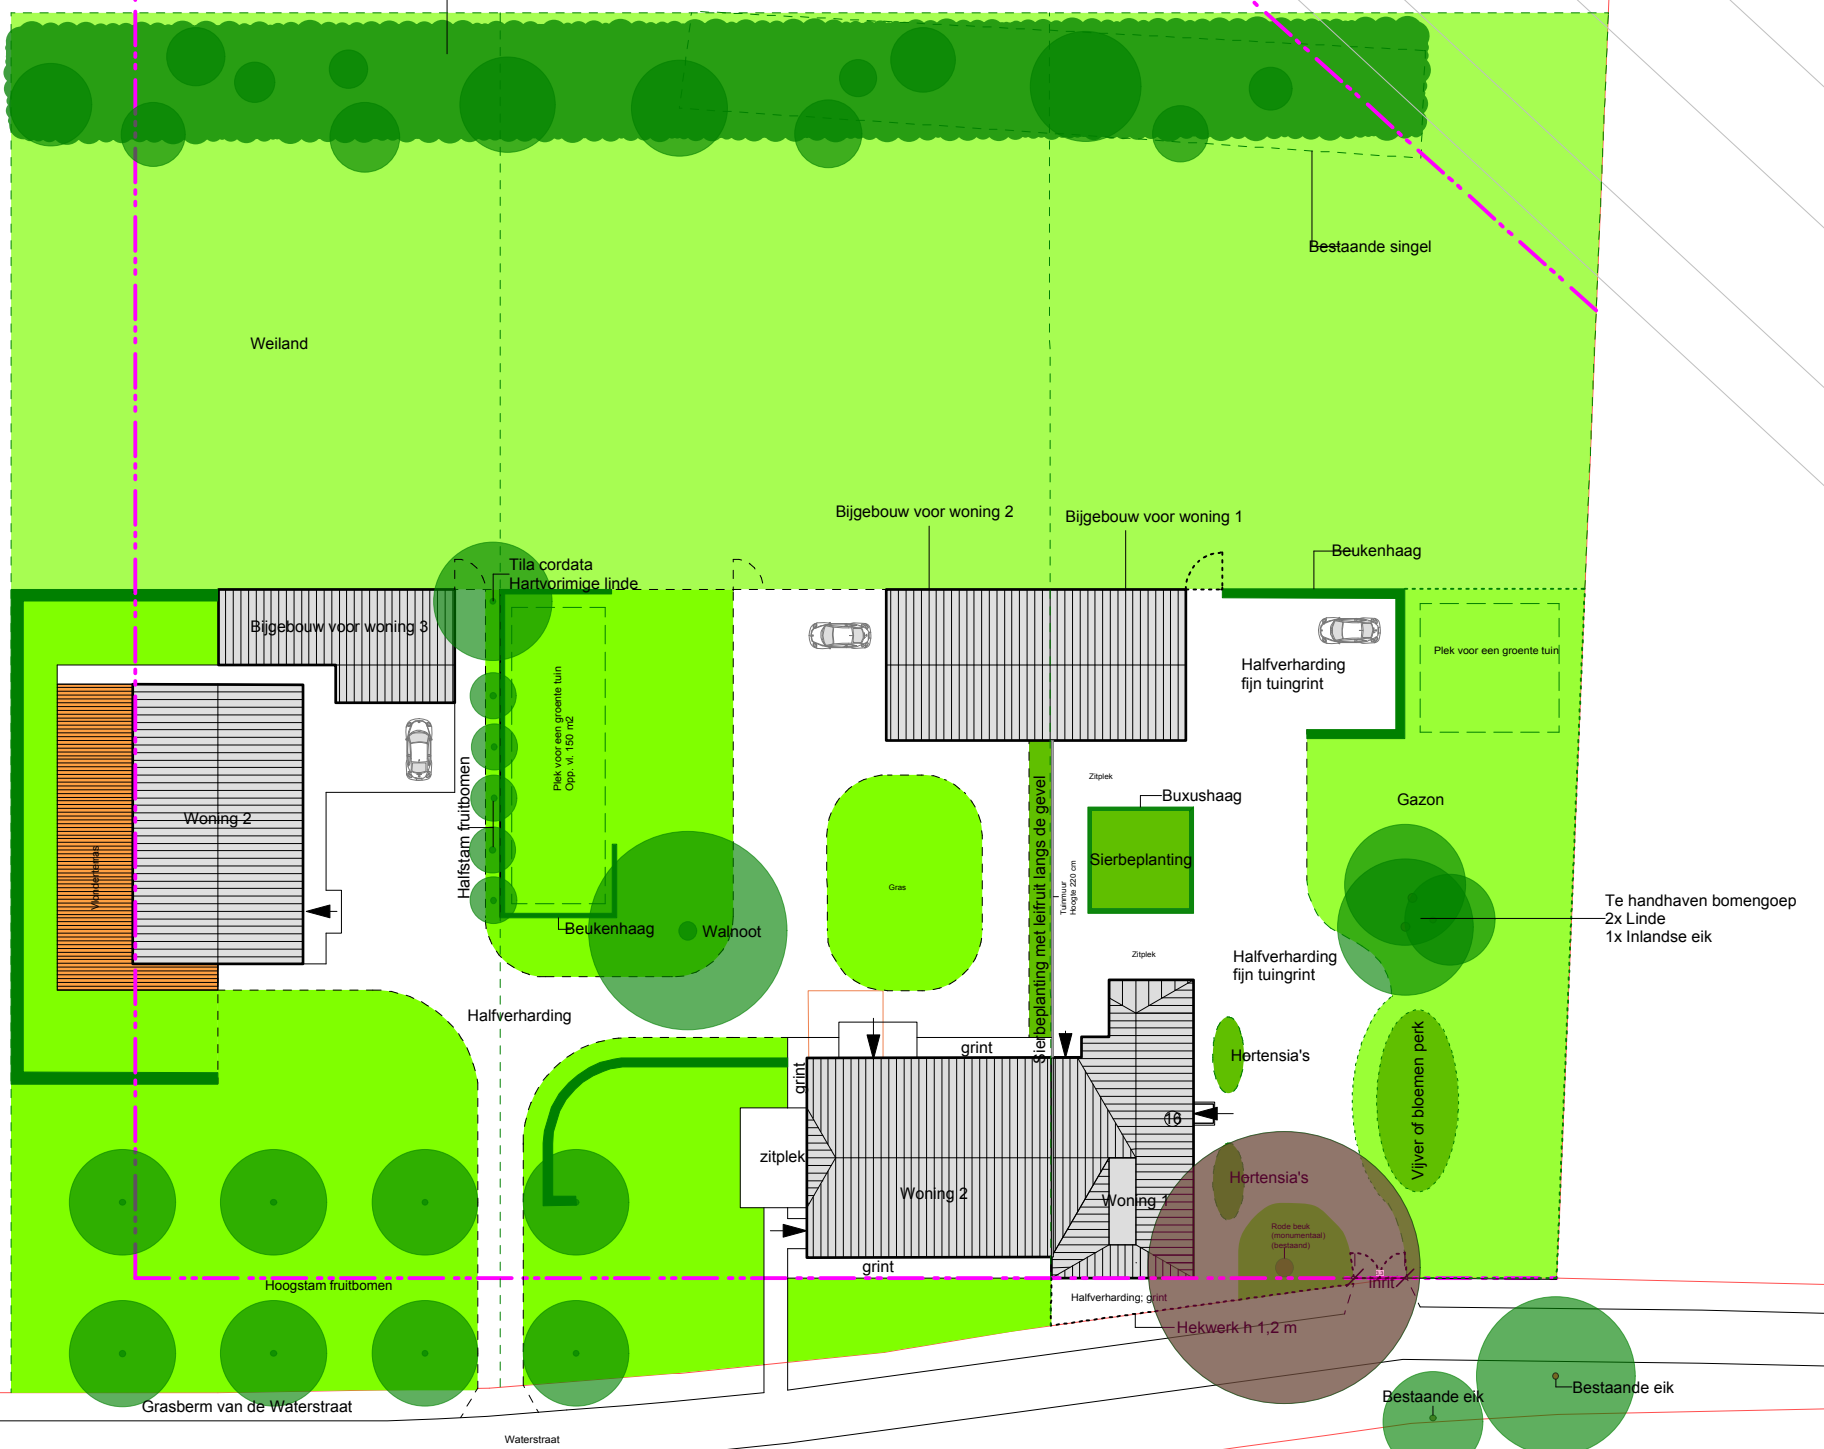 Bestaande singel
Weiland
Bijgebouw voor woning 2
Bijgebouw voor woning 1
Beukenhaag
Tila cordata
Hartvorimige linde
Bijgebouw voor woning 3
Plek voor een groente tuin
Halfverharding
fijn tuingrint
Plek voor een groente tuin
Opp. vl. 150 m2
Halfstam fruitbomen
Woning 2
Vlonderterras
Zitplek
Buxushaag
Gazon
Sierbeplanting
Sierbeplanting met leifruit langs de gevel
Tuinmuur
Hoogte 220 cm
Gras
Te handhaven bomengoep
2x Linde
1x Inlandse eik
Beukenhaag
Walnoot
Zitplek
Halfverharding
fijn tuingrint
Halfverharding
grint
grint
Hortensia's
Vijver of bloemen perk
16
zitplek
Woning 2
Woning 1
Hortensia's
Rode beuk
(monumentaal)
(bestaand)
grint
Inrit
Hoogstam fruitbomen
Halfverharding; grint
Hekwerk h 1,2 m
Bestaande eik
Bestaande eik
Grasberm van de Waterstraat
Waterstraat